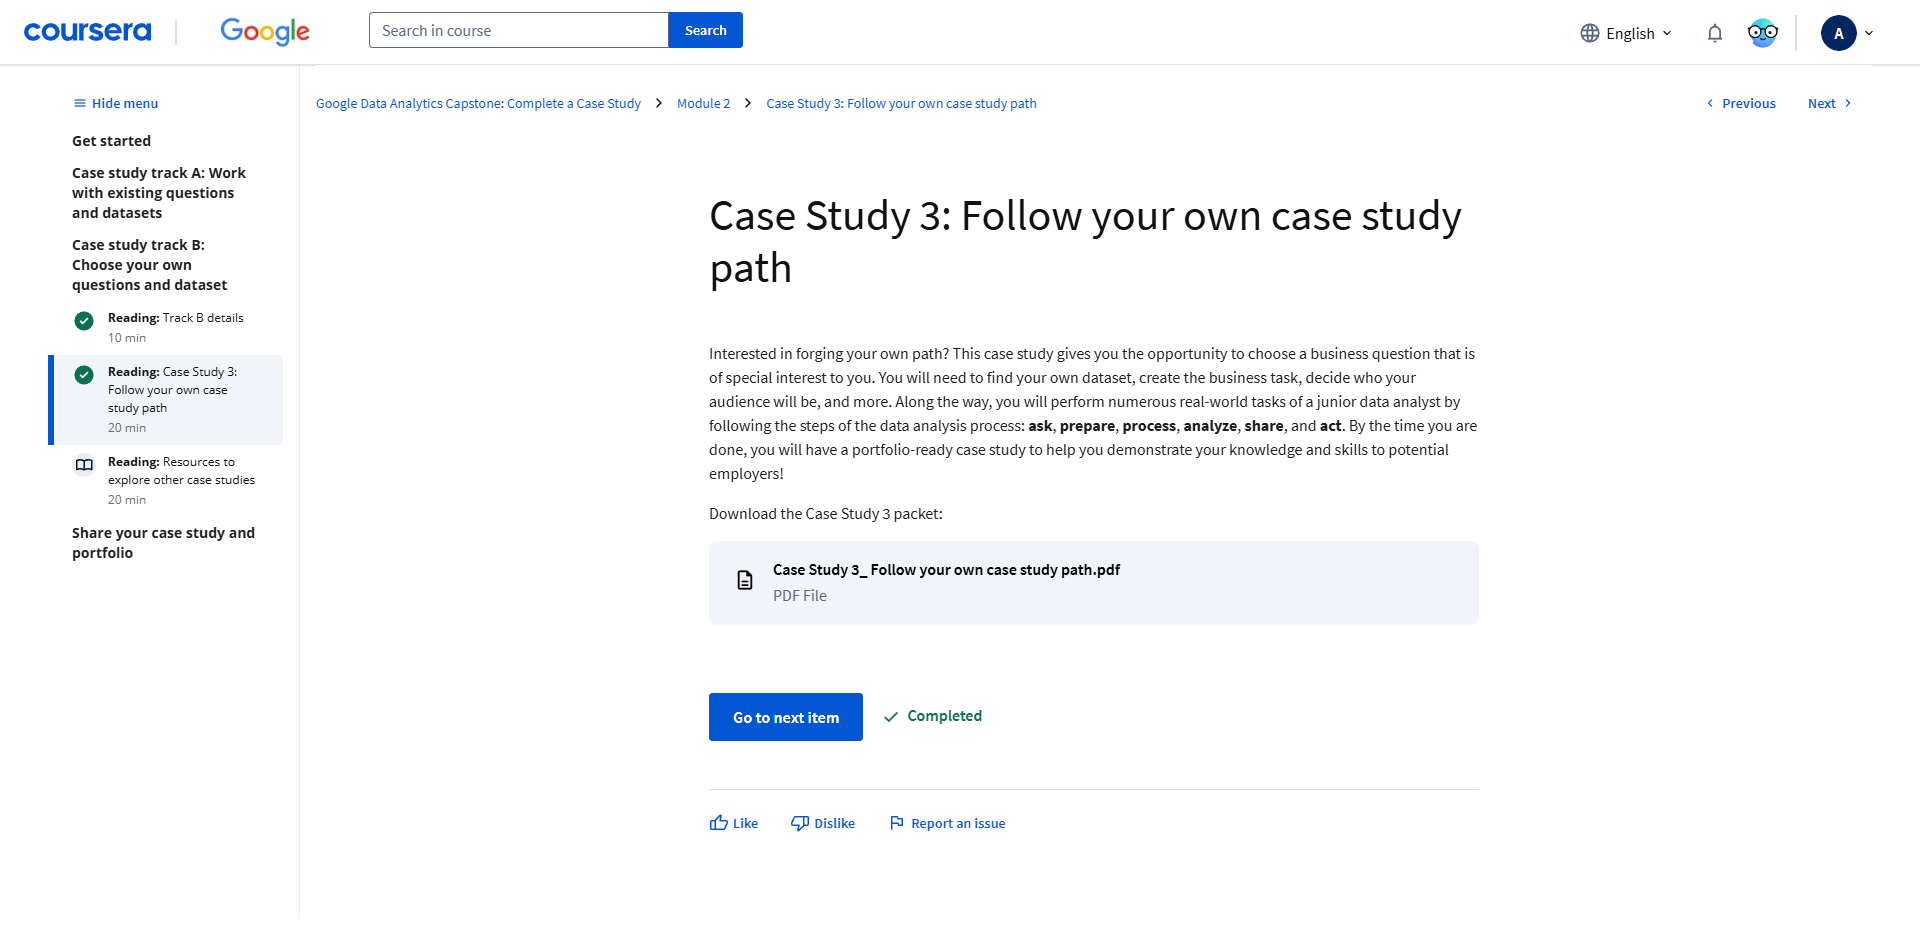 coursera
Google
Search in course
Search
English
A
Hide menu
Google Data Analytics Capstone: Complete a Case Study
Module 2
Case Study 3: Follow your own case study path
Previous
Next
Get started
Case study track A: Work
with existing questions
and datasets
Case study track B:
Choose your own
questions and dataset
Reading: Track B details
10 min
Reading: Case Study 3:
Follow your own case
study path
20 min
Reading: Resources to
explore other case studies
20 min
Share your case study and
portfolio
Case Study 3: Follow your own case study
path
Interested in forging your own path? This case study gives you the opportunity to choose a business question that is
of special interest to you. You will need to find your own dataset, create the business task, decide who your
audience will be, and more. Along the way, you will perform numerous real-world tasks of a junior data analyst by
following the steps of the data analysis process: ask, prepare, process, analyze, share, and act. By the time you are
done, you will have a portfolio-ready case study to help you demonstrate your knowledge and skills to potential
employers!
Download the Case Study 3 packet:
Case Study 3_ Follow your own case study path.pdf
PDF File
Go to next item
Completed
Like
Dislike
Report an issue